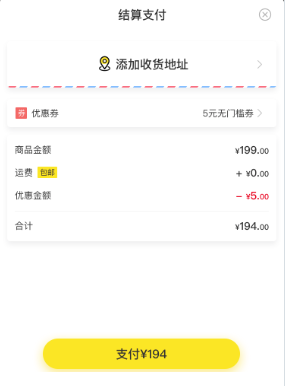 结算支付
添加收货地址
券 优惠券 5元无门槛券
商品金额 ¥199.00
运费 包邮 + ¥0.00
优惠金额 - ¥5.00
合计 ¥194.00
支付¥194